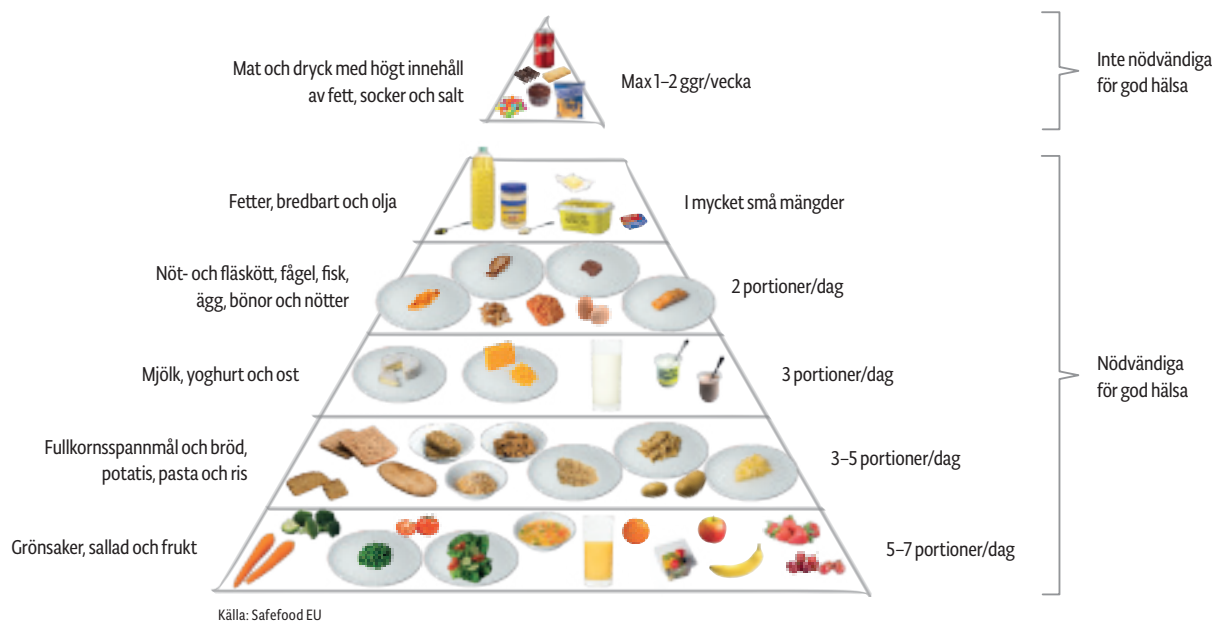 Mat och dryck med högt innehåll
av fett, socker och salt
Max 1–2 ggr/vecka
Inte nödvändiga
för god hälsa
Fetter, bredbart och olja
I mycket små mängder
Nöt- och fläskött, fågel, fisk,
ägg, bönor och nötter
2 portioner/dag
Mjölk, yoghurt och ost
3 portioner/dag
Nödvändiga
för god hälsa
Fullkornsspannmål och bröd,
potatis, pasta och ris
3–5 portioner/dag
Grönsaker, sallad och frukt
5–7 portioner/dag
Källa: Safefood EU